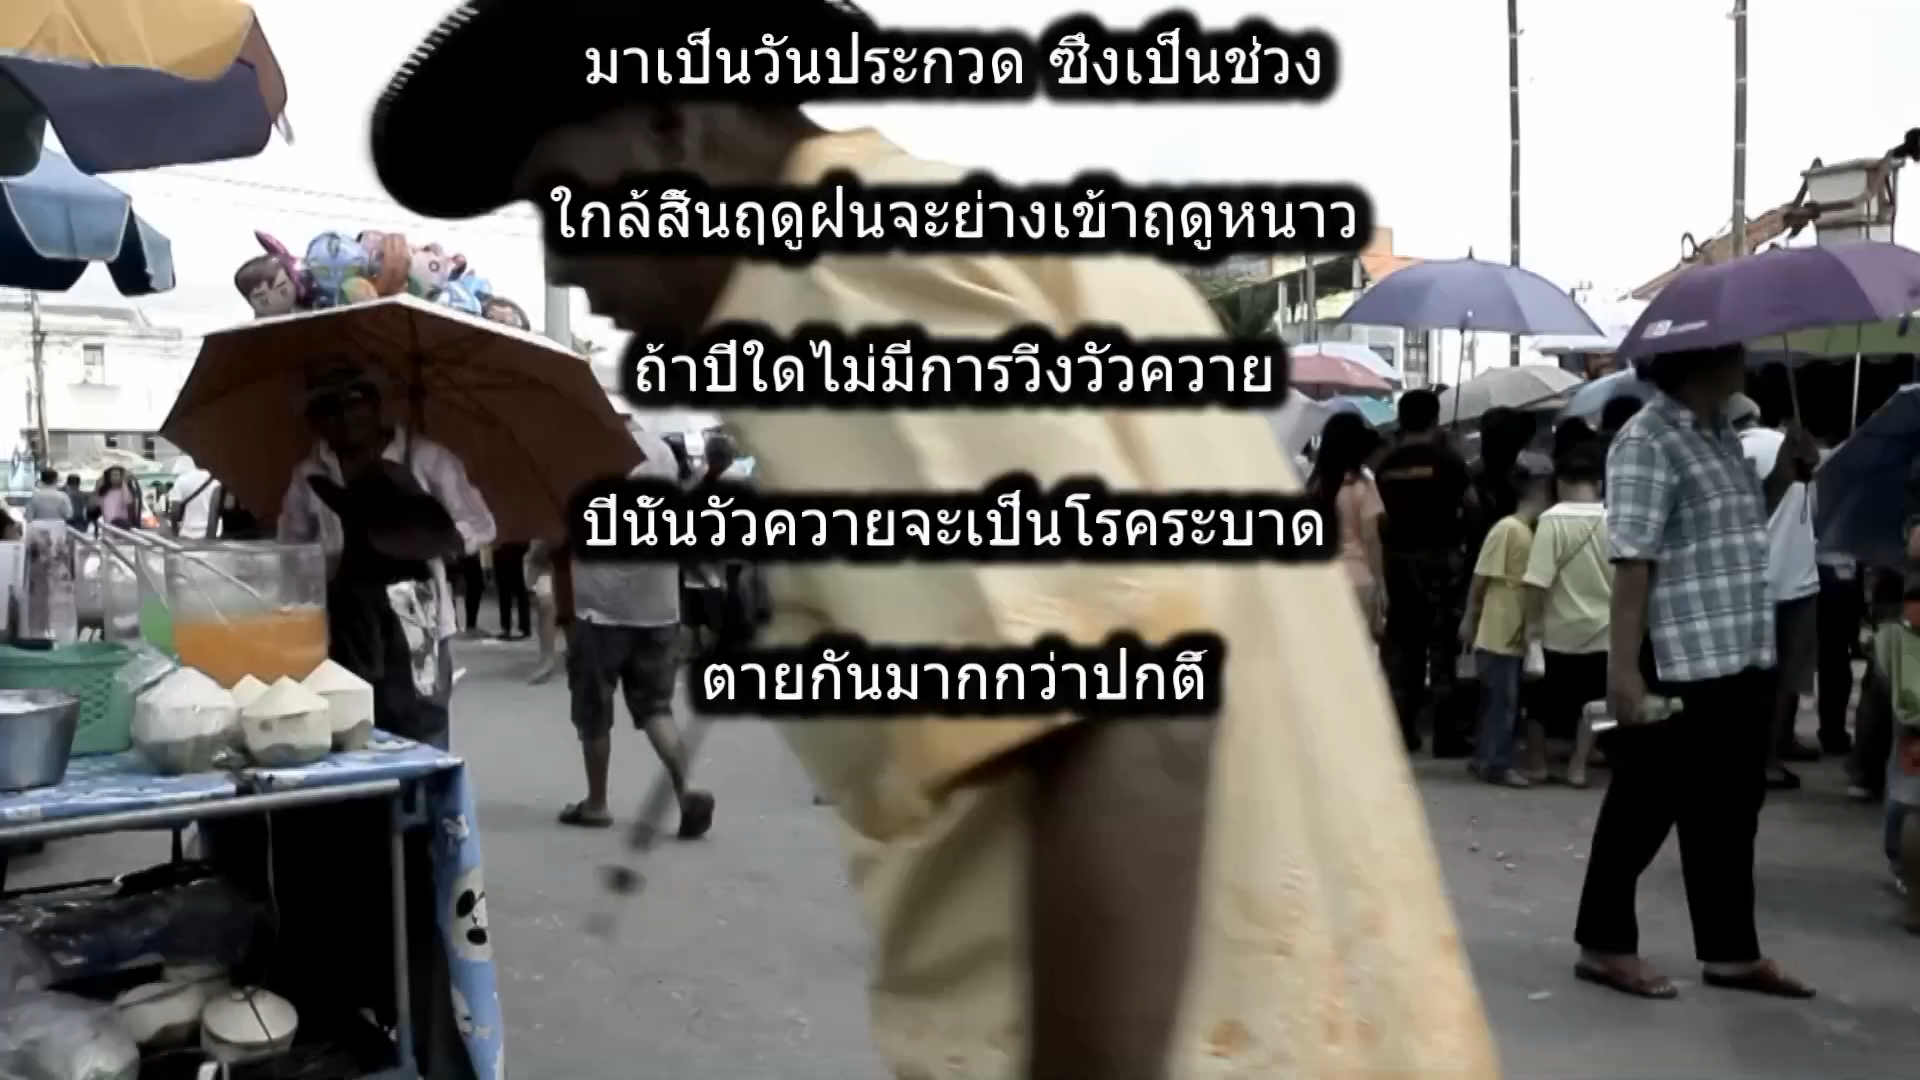 มาเป็นวันประกวด ซึ่งเป็นช่วง
ใกล้สิ้นฤดูฝนจะย่างเข้าฤดูหนาว
ถ้าปีใดไม่มีการวิ่งวัวควาย
ปีนั้นวัวควายจะเป็นโรคระบาด
ตายกันมากกว่าปกติ